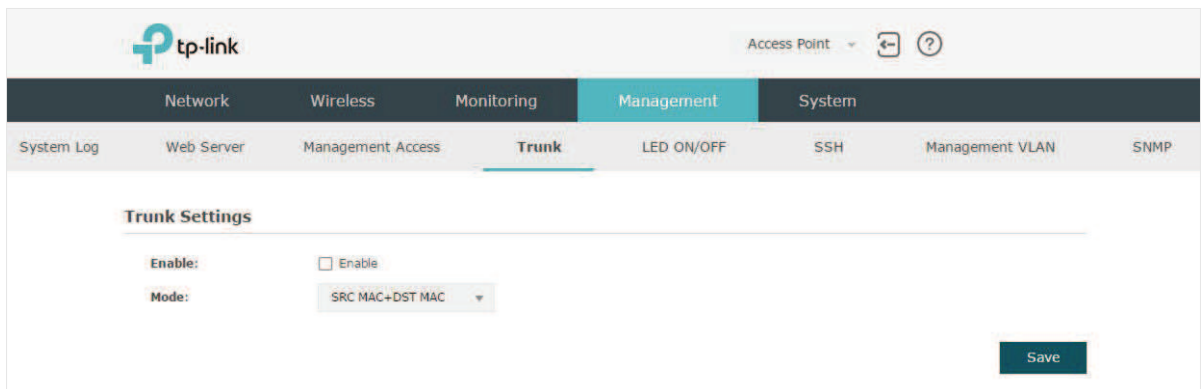 tp-link
Access Point
?
Network Wireless Monitoring Management System
System Log Web Server Management Access Trunk LED ON/OFF SSH Management VLAN SNMP
Trunk Settings
Enable: Enable
Mode: SRC MAC+DST MAC
Save